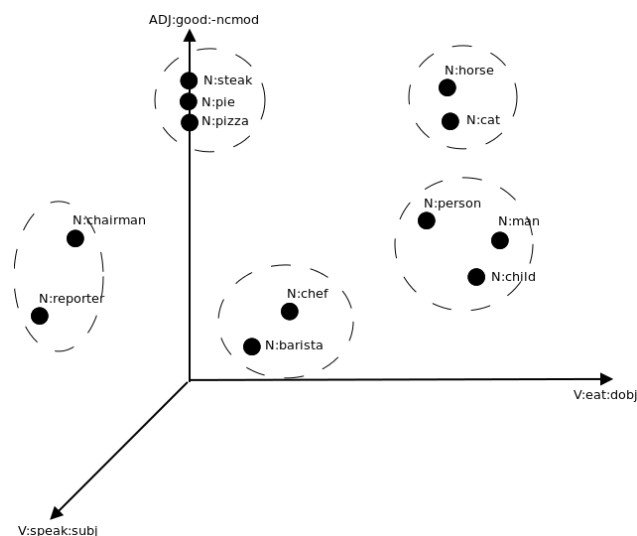 ADJ:good:-ncmod
N:steak
N:pie
N:pizza
N:horse
N:cat
N:chairman
N:reporter
N:person
N:man
N:child
N:chef
N:barista
V:eat:dobj
V:speak:subj